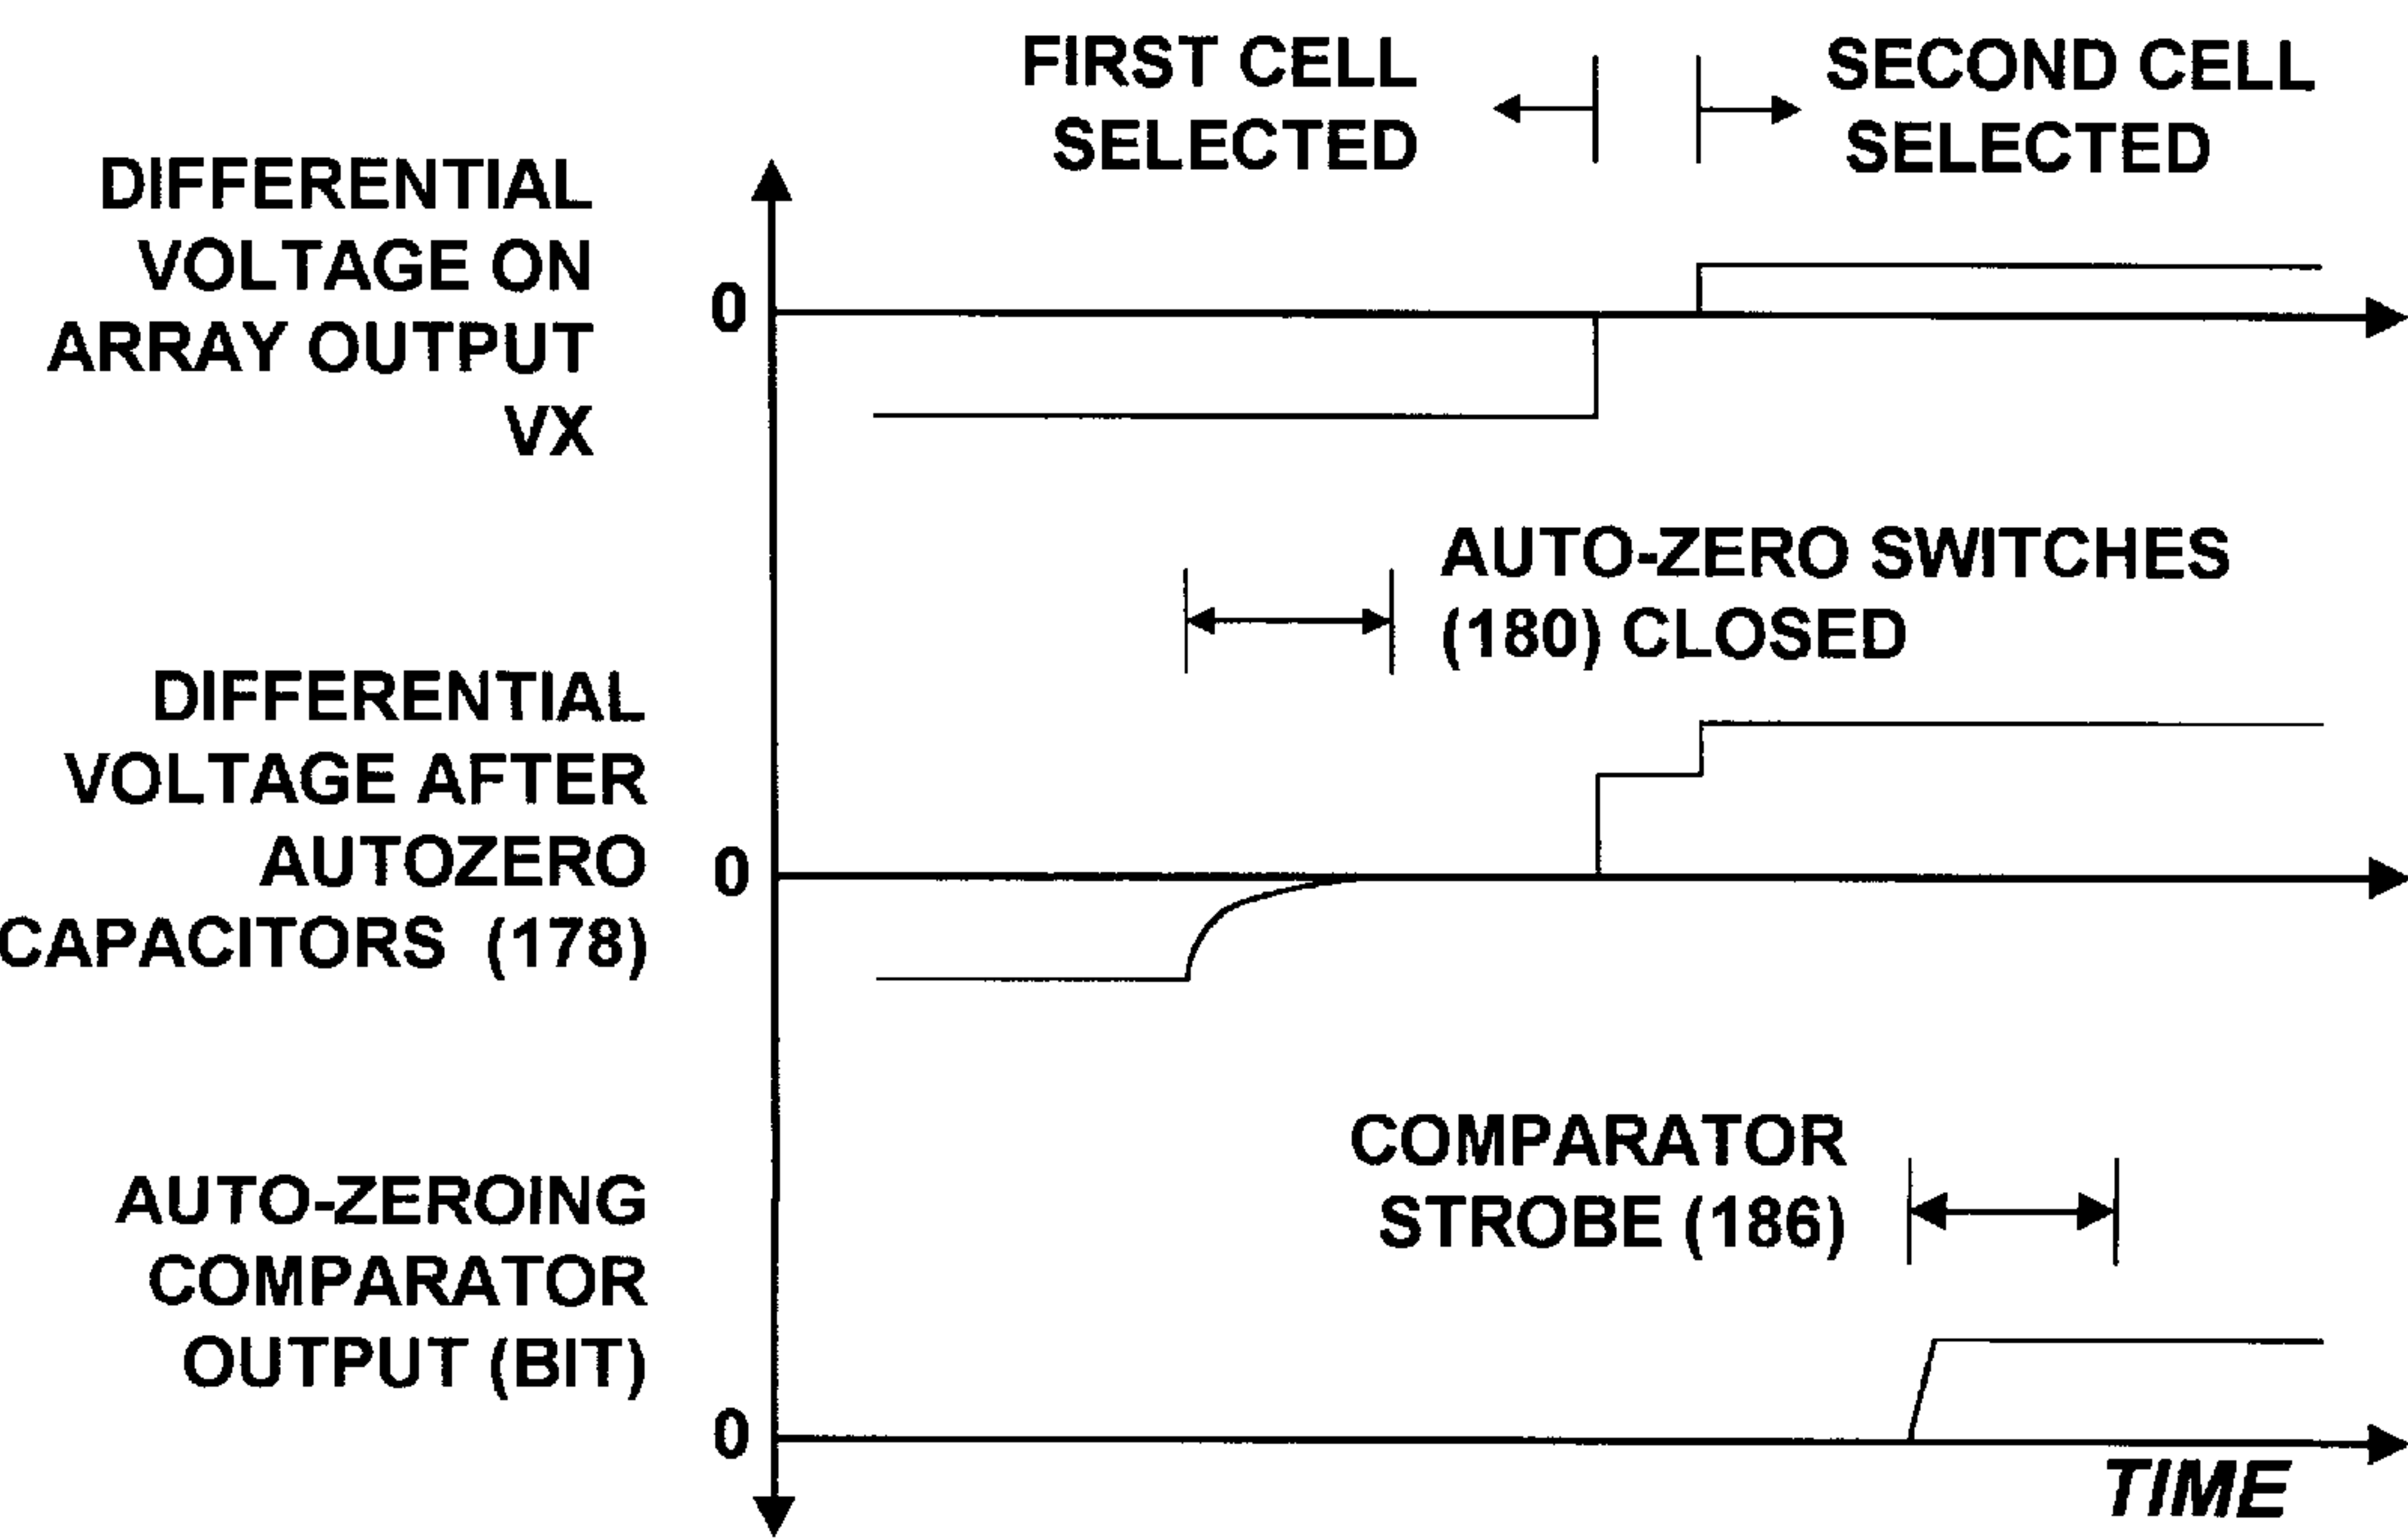 FIRST CELL
SELECTED
SECOND CELL
SELECTED
DIFFERENTIAL
VOLTAGE ON
ARRAY OUTPUT
VX
0
AUTO-ZERO SWITCHES
(180) CLOSED
DIFFERENTIAL
VOLTAGE AFTER
AUTOZERO
CAPACITORS (178)
0
COMPARATOR
STROBE (186)
AUTO-ZEROING
COMPARATOR
OUTPUT (BIT)
0
TIME